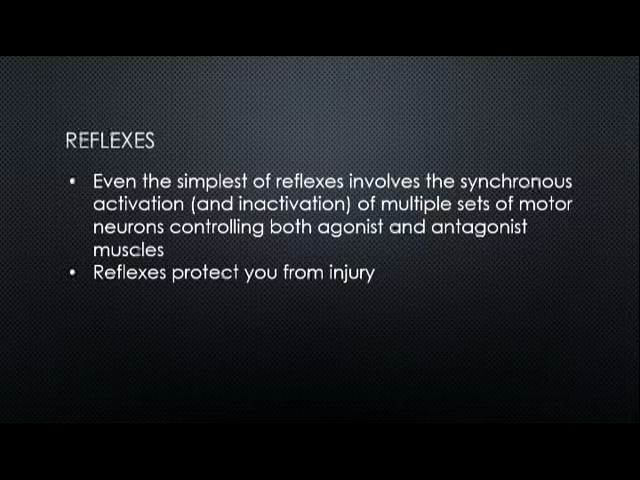 REFLEXES
• Even the simplest of reflexes involves the synchronous
activation (and inactivation) of multiple sets of motor
neurons controlling both agonist and antagonist
muscles
• Reflexes protect you from injury